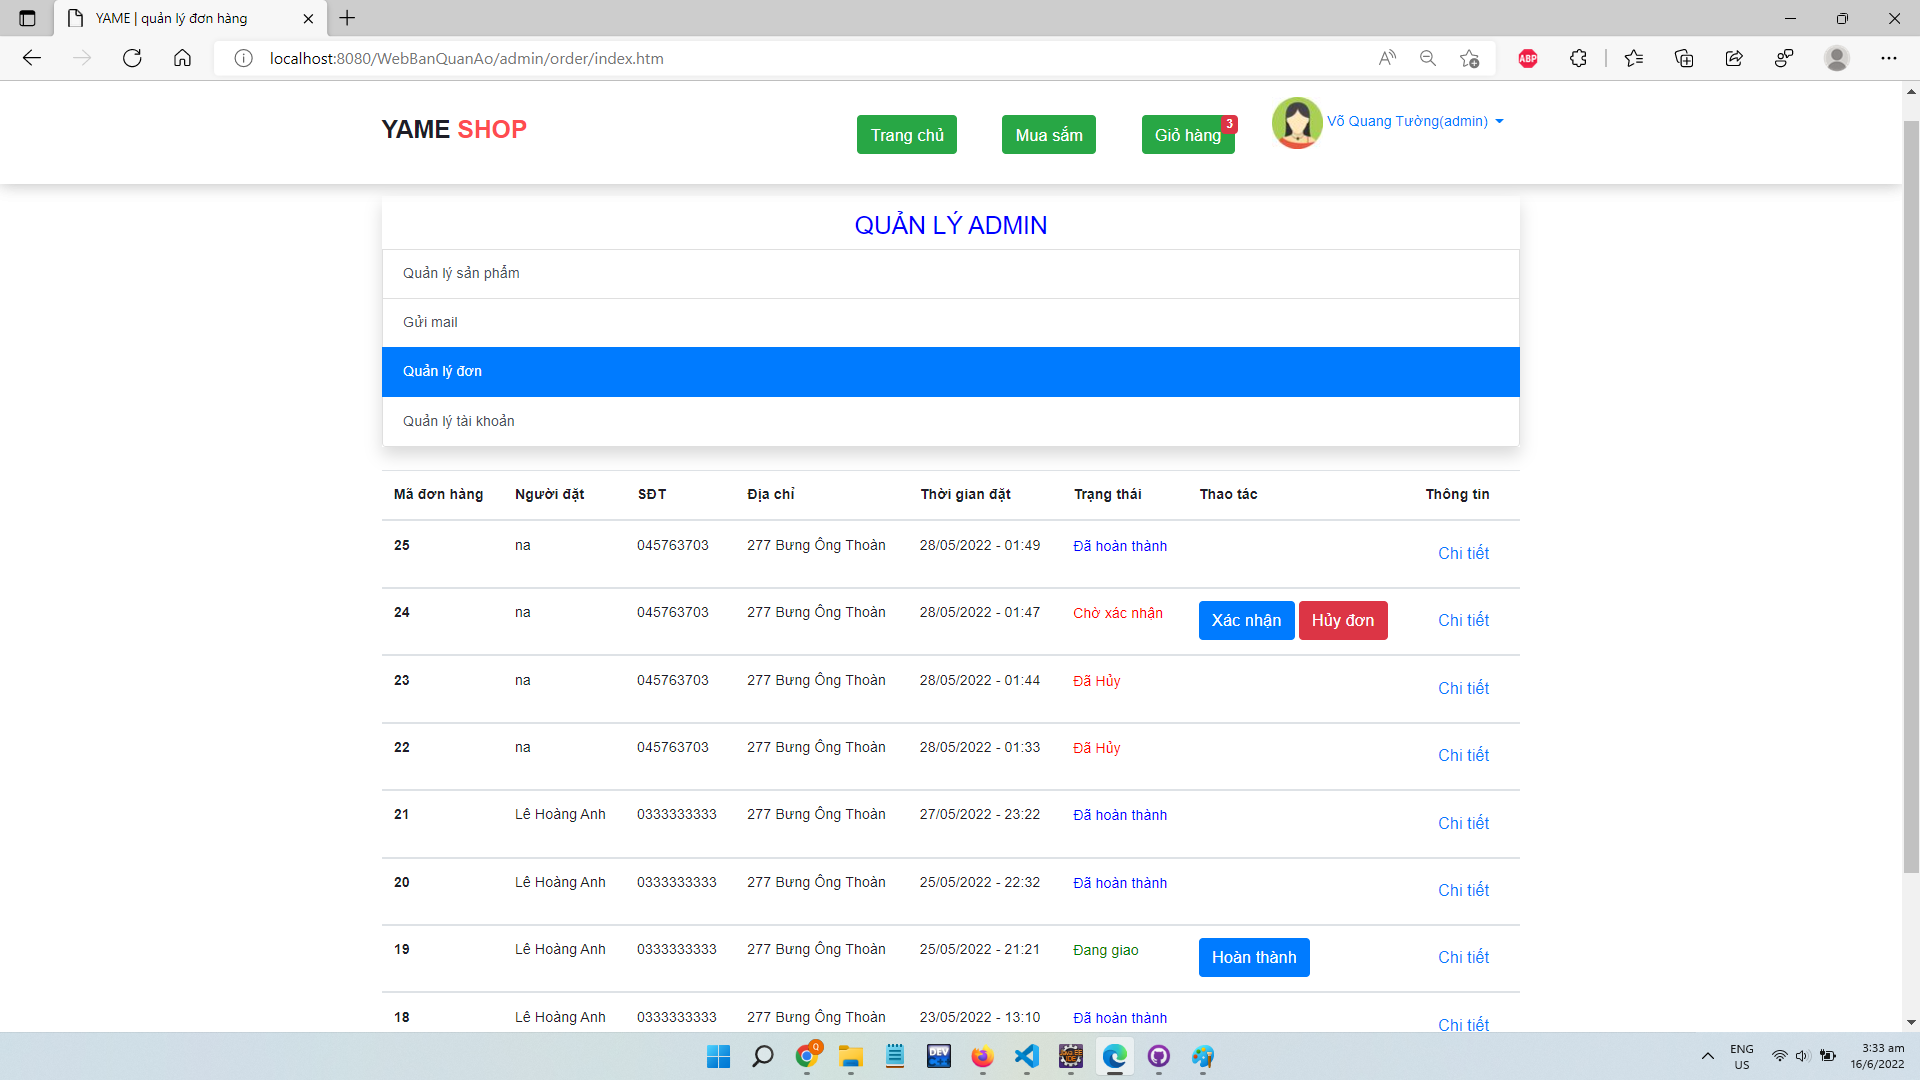 YAME | quản lý đơn hàng
localhost:8080/WebBanQuanAo/admin/order/index.htm
ABP
YAME SHOP
Trang chủ
Mua sắm
Giỏ hàng 3
Võ Quang Tường(admin)
QUẢN LÝ ADMIN
Quản lý sản phẩm
Gửi mail
Quản lý đơn
Quản lý tài khoản
Mã đơn hàng Người đặt SĐT Địa chỉ Thời gian đặt Trạng thái Thao tác Thông tin
25 na 045763703 277 Bưng Ông Thoàn 28/05/2022 - 01:49 Đã hoàn thành Chi tiết
24 na 045763703 277 Bưng Ông Thoàn 28/05/2022 - 01:47 Chờ xác nhận Xác nhận Hủy đơn Chi tiết
23 na 045763703 277 Bưng Ông Thoàn 28/05/2022 - 01:44 Đã Hủy Chi tiết
22 na 045763703 277 Bưng Ông Thoàn 28/05/2022 - 01:33 Đã Hủy Chi tiết
21 Lê Hoàng Anh 0333333333 277 Bưng Ông Thoàn 27/05/2022 - 23:22 Đã hoàn thành Chi tiết
20 Lê Hoàng Anh 0333333333 277 Bưng Ông Thoàn 25/05/2022 - 22:32 Đã hoàn thành Chi tiết
19 Lê Hoàng Anh 0333333333 277 Bưng Ông Thoàn 25/05/2022 - 21:21 Đang giao Hoàn thành Chi tiết
18 Lê Hoàng Anh 0333333333 277 Bưng Ông Thoàn 23/05/2022 - 13:10 Đã hoàn thành Chi tiết
Q
DEV
ENG
US
3:33 am
16/6/2022